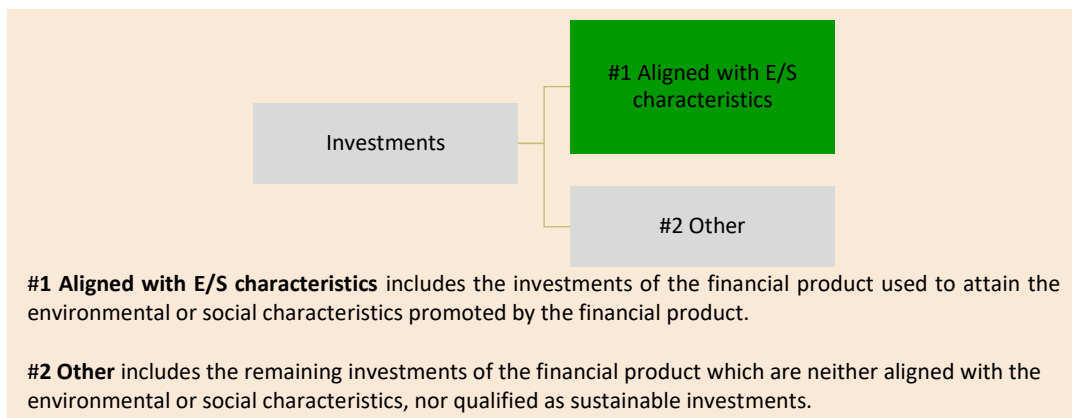 #1 Aligned with E/S
characteristics
Investments
#2 Other
#1 Aligned with E/S characteristics includes the investments of the financial product used to attain the
environmental or social characteristics promoted by the financial product.
#2 Other includes the remaining investments of the financial product which are neither aligned with the
environmental or social characteristics, nor qualified as sustainable investments.